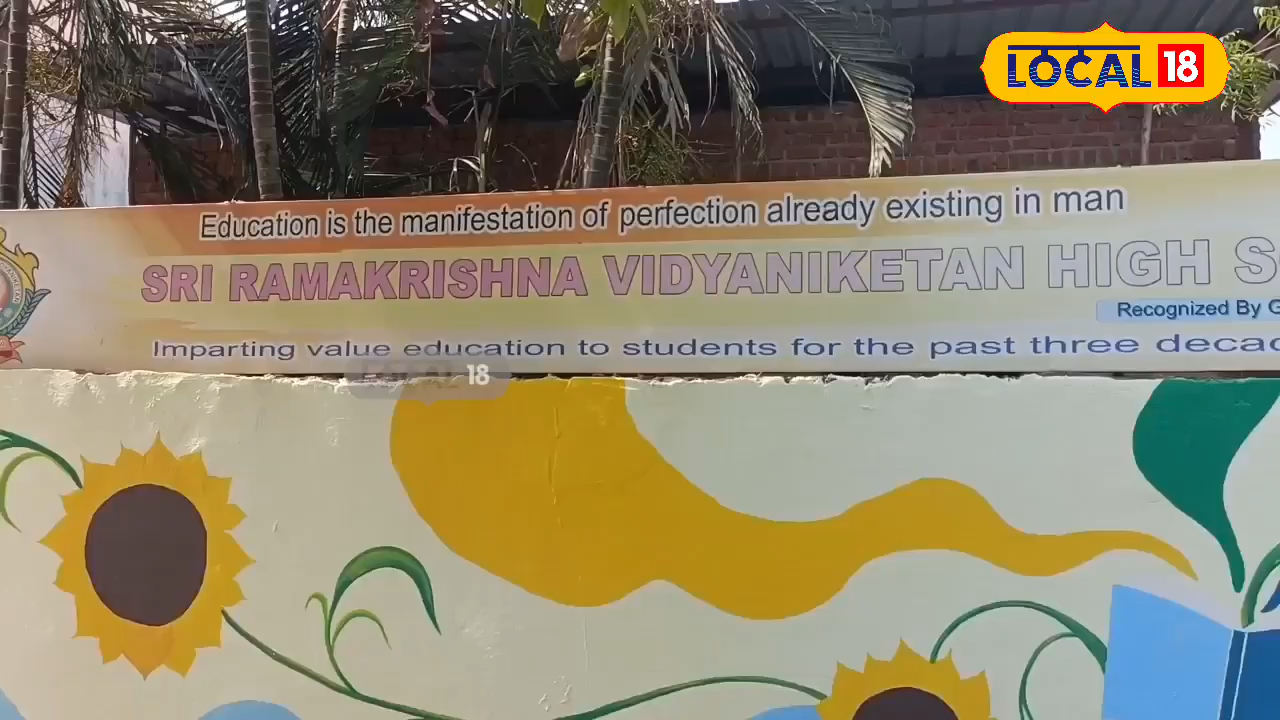 LOCAL 18
Education is the manifestation of perfection already existing in man
SRI RAMAKRISHNA VIDYANIKETAN HIGH
Recognized By
Imparting value education to students for the past three
LOCAL 18